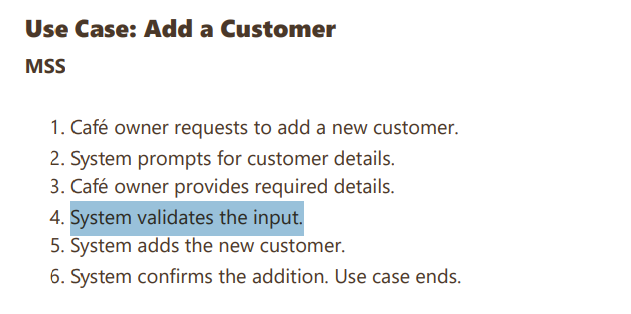 Use Case: Add a Customer
MSS
1. Café owner requests to add a new customer.
2. System prompts for customer details.
3. Café owner provides required details.
4. System validates the input.
5. System adds the new customer.
6. System confirms the addition. Use case ends.